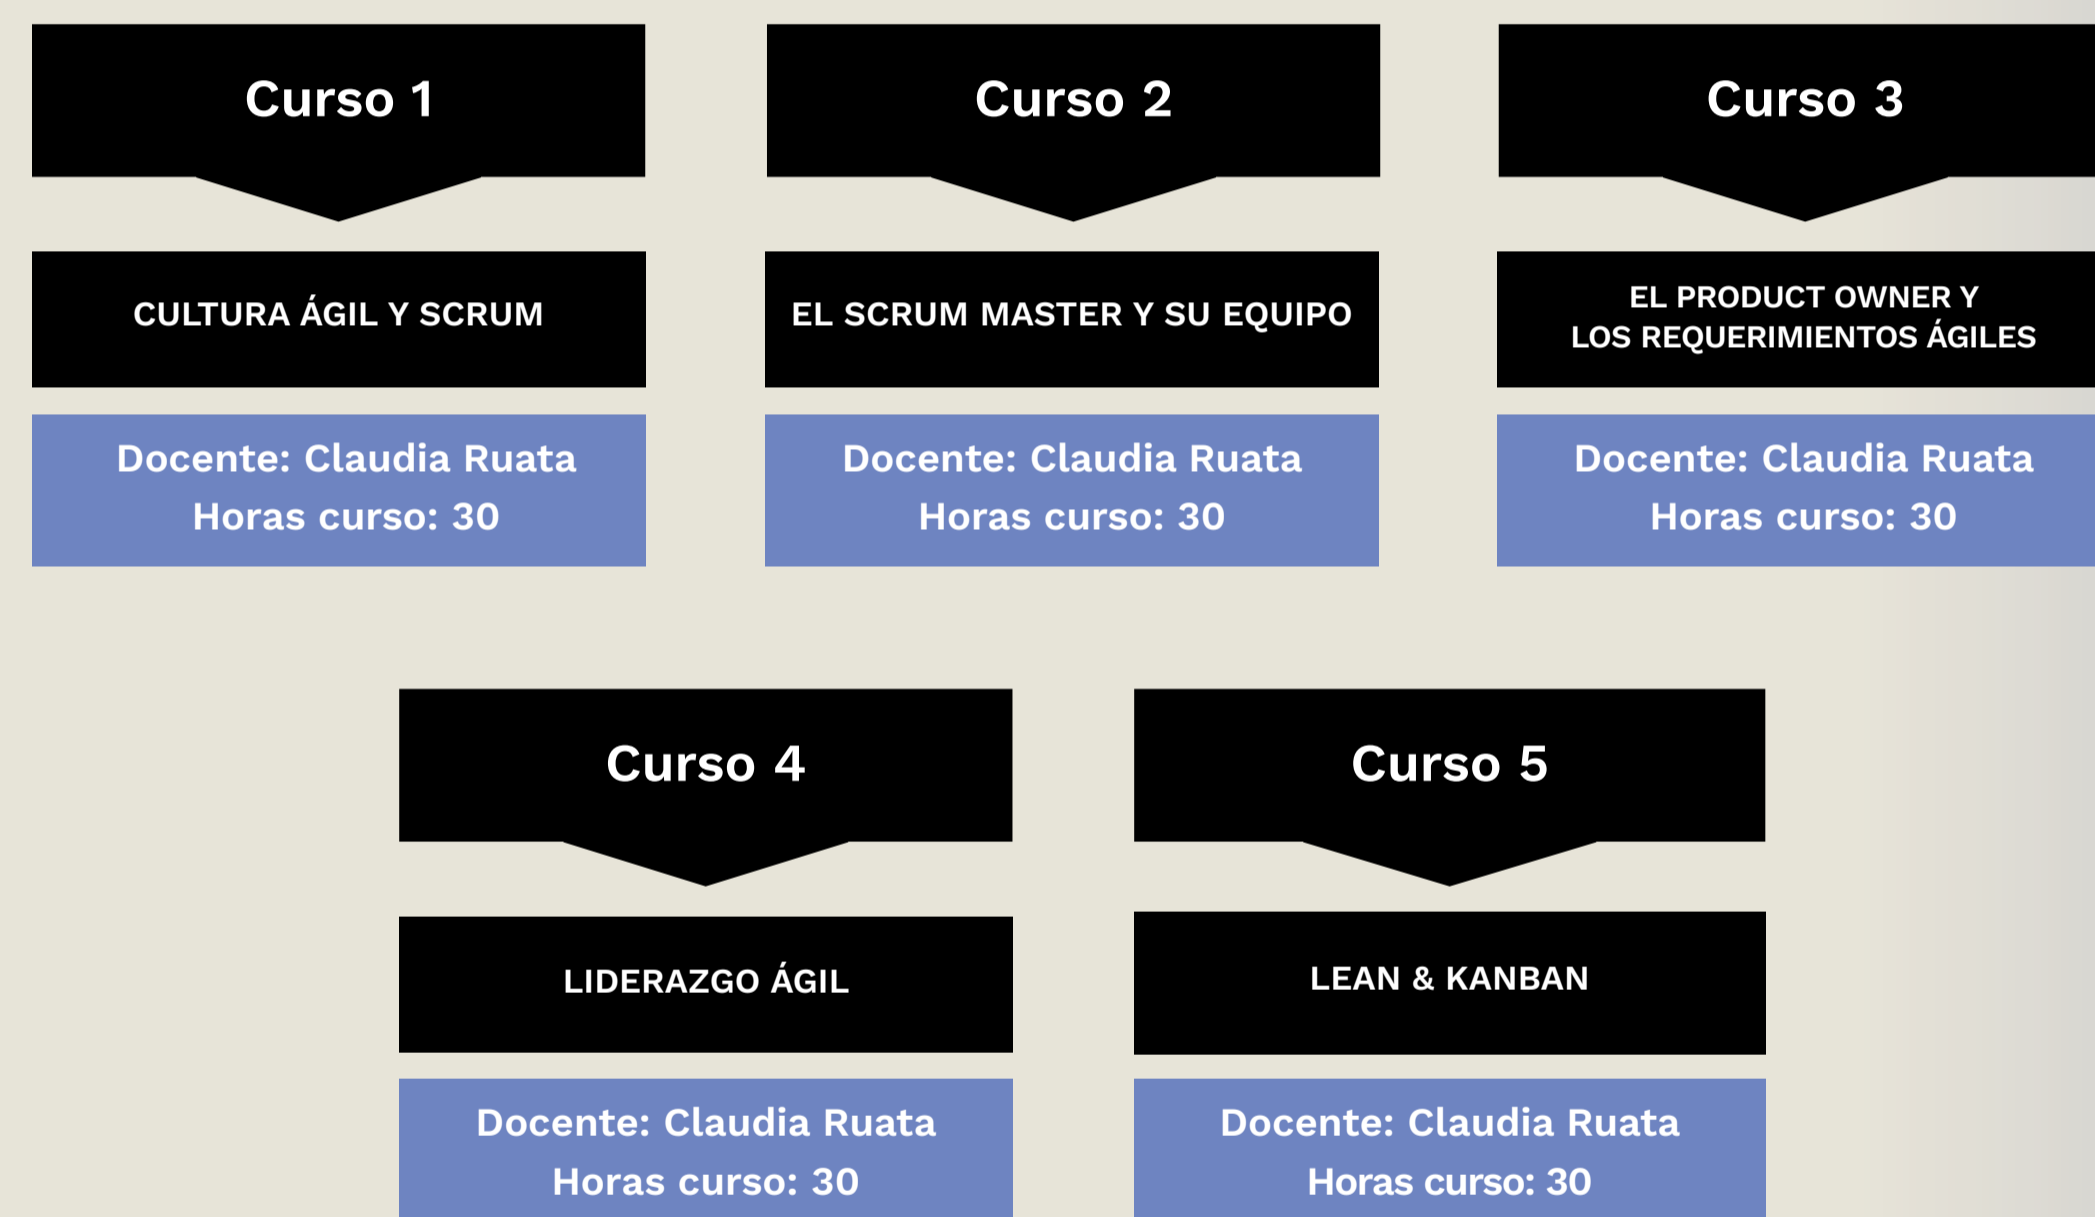 Curso 1
CULTURA ÁGIL Y SCRUM
Docente: Claudia Ruata
Horas curso: 30
Curso 2
EL SCRUM MASTER Y SU EQUIPO
Docente: Claudia Ruata
Horas curso: 30
Curso 3
EL PRODUCT OWNER Y
LOS REQUERIMIENTOS ÁGILES
Docente: Claudia Ruata
Horas curso: 30
Curso 4
LIDERAZGO ÁGIL
Docente: Claudia Ruata
Horas curso: 30
Curso 5
LEAN & KANBAN
Docente: Claudia Ruata
Horas curso: 30